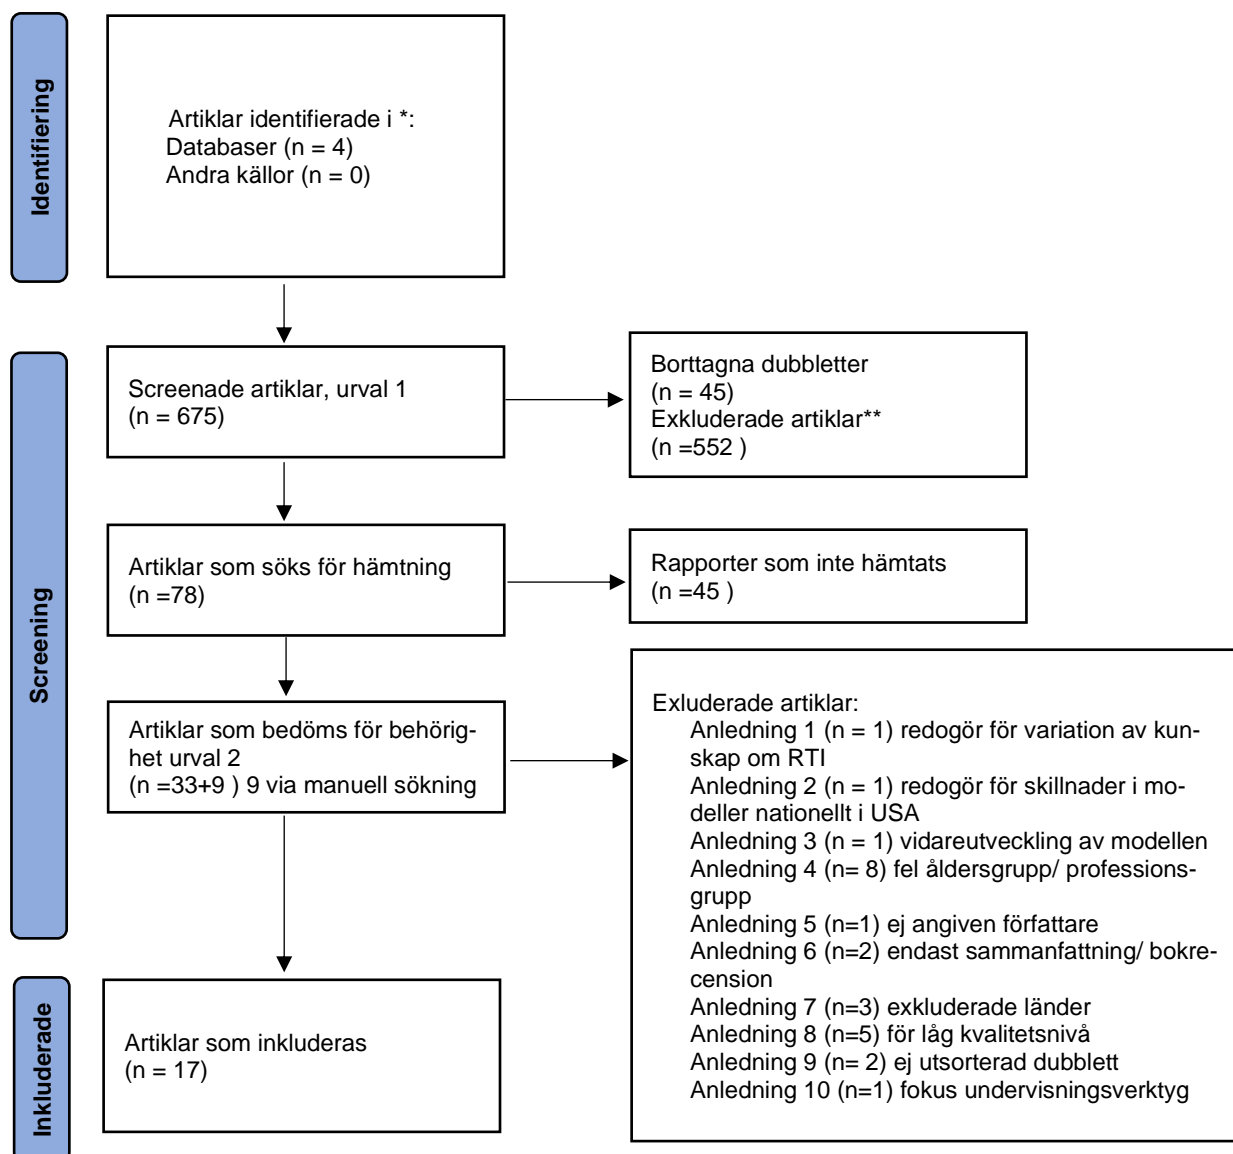 Identifiering
Artiklar identifierade i *:
Databaser (n = 4)
Andra källor (n = 0)
Screening
Screenade artiklar, urval 1
(n = 675)
Borttagna dubbletter
(n = 45)
Exkluderade artiklar**
(n =552 )
Artiklar som söks för hämtning
(n =78)
Rapporter som inte hämtats
(n =45 )
Artiklar som bedöms för behörig-
het urval 2
(n =33+9 ) 9 via manuell sökning
Exluderade artiklar:
Anledning 1 (n = 1) redogör för variation av kun-
skap om RTI
Anledning 2 (n = 1) redogör för skillnader i mo-
deller nationellt i USA
Anledning 3 (n = 1) vidareutveckling av modellen
Anledning 4 (n= 8) fel åldersgrupp/ professions-
grupp
Anledning 5 (n=1) ej angiven författare
Anledning 6 (n=2) endast sammanfattning/ bokre-
cension
Anledning 7 (n=3) exkluderade länder
Anledning 8 (n=5) för låg kvalitetsnivå
Anledning 9 (n= 2) ej utsorterad dubblett
Anledning 10 (n=1) fokus undervisningsverktyg
Inkluderade
Artiklar som inkluderas
(n = 17)